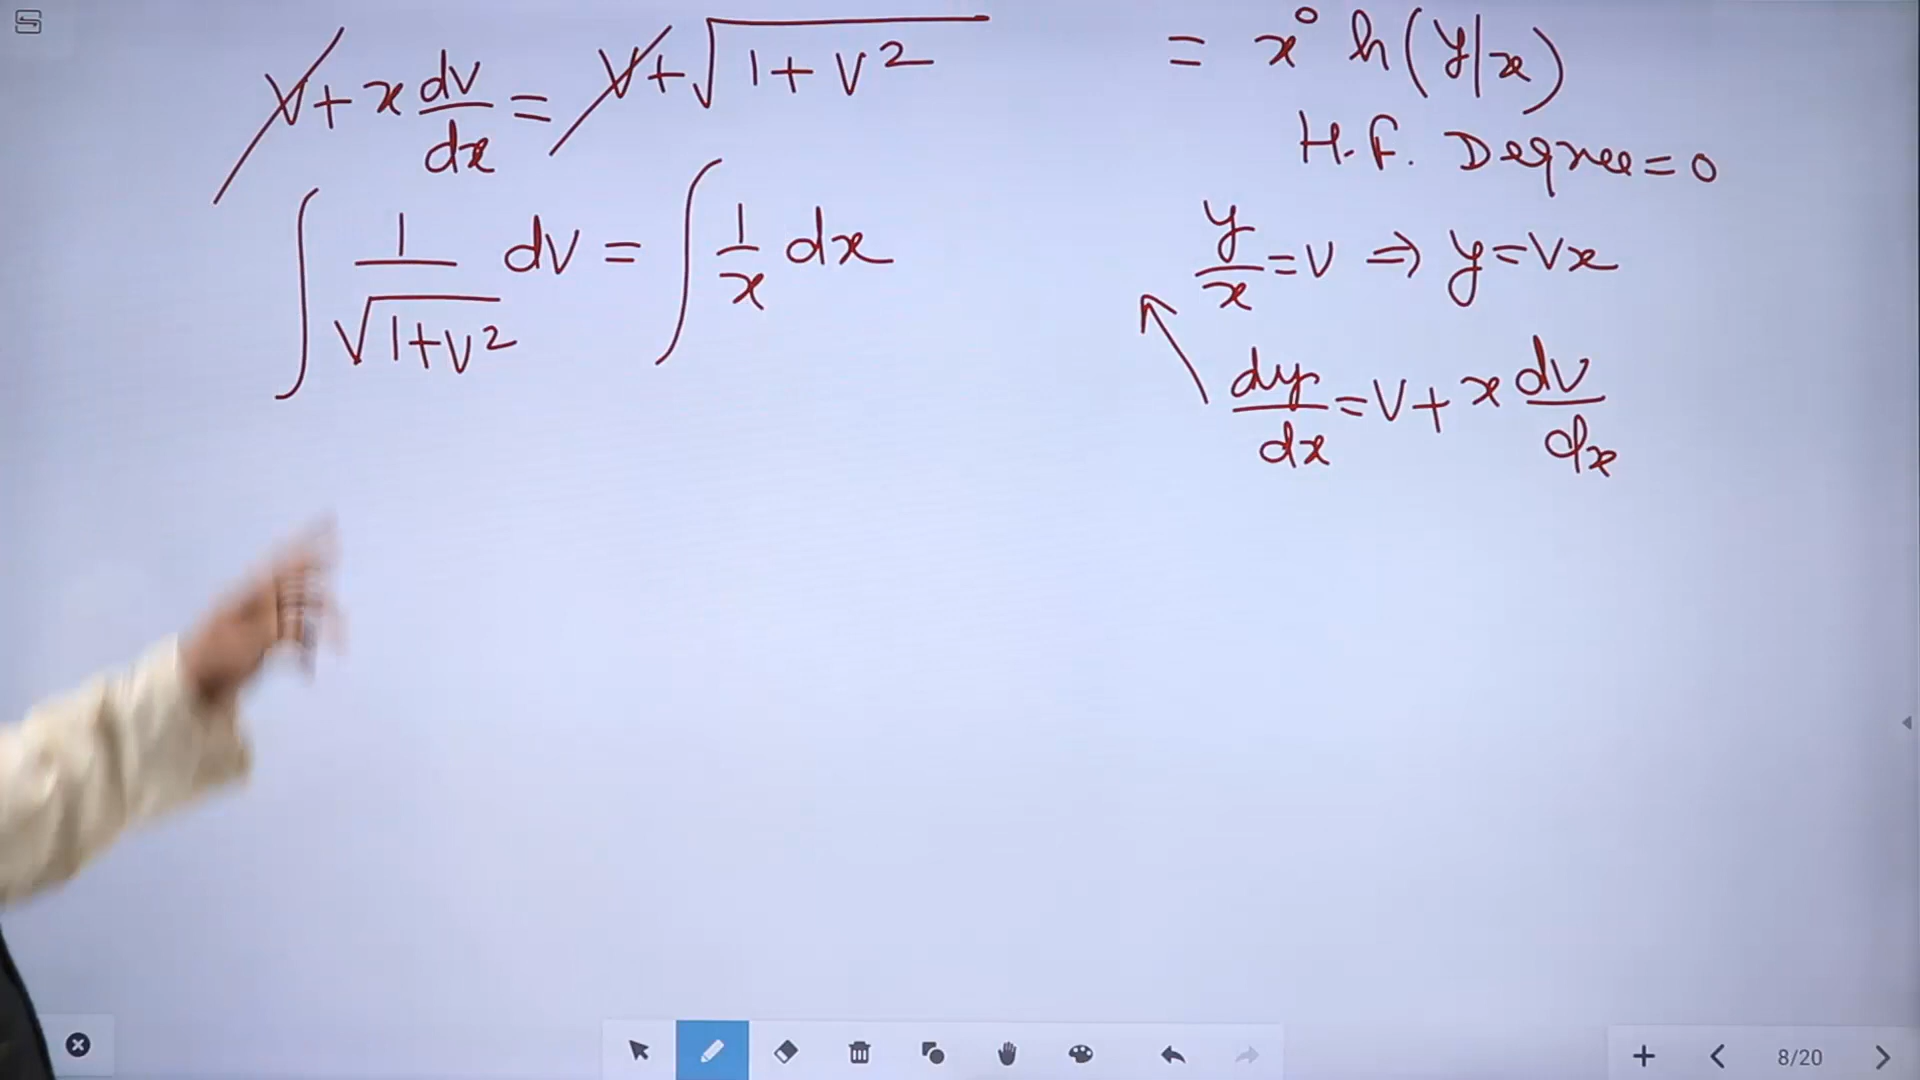 V + x dv/dx = V + √(1 + V²)
∫ 1/√(1+V²) dv = ∫ 1/x dx
= x⁰ h(y/x)
H.F. Degree = 0
y/x = V ⇒ y = Vx
dy/dx = V + x dv/dx
8/20